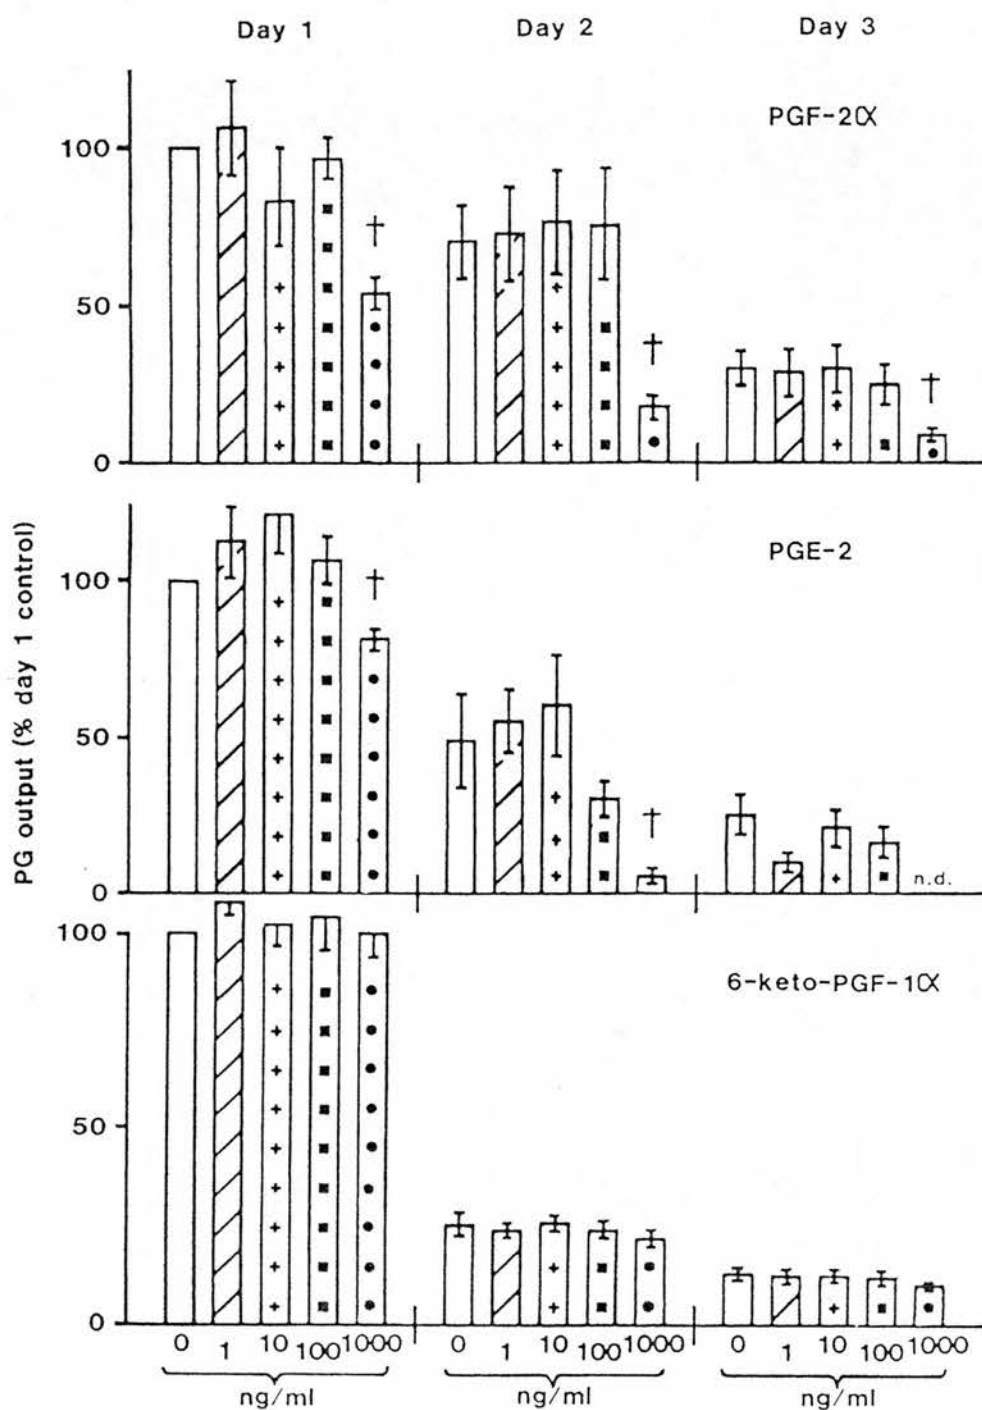 Day 1 Day 2 Day 3
PGF-2α
100
†
†
50
†
0
PG output (% day 1 control)
PGE-2
100
†
50
†
n.d.
0
100
6-keto-PGF-1α
50
0
0 1 10 100 1000 0 1 10 100 1000 0 1 10 100 1000
ng/ml ng/ml ng/ml